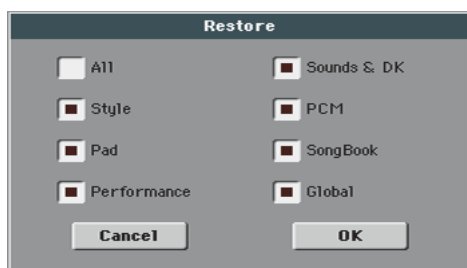 Restore
All
Sounds & DK
Style
PCM
Pad
SongBook
Performance
Global
Cancel
OK